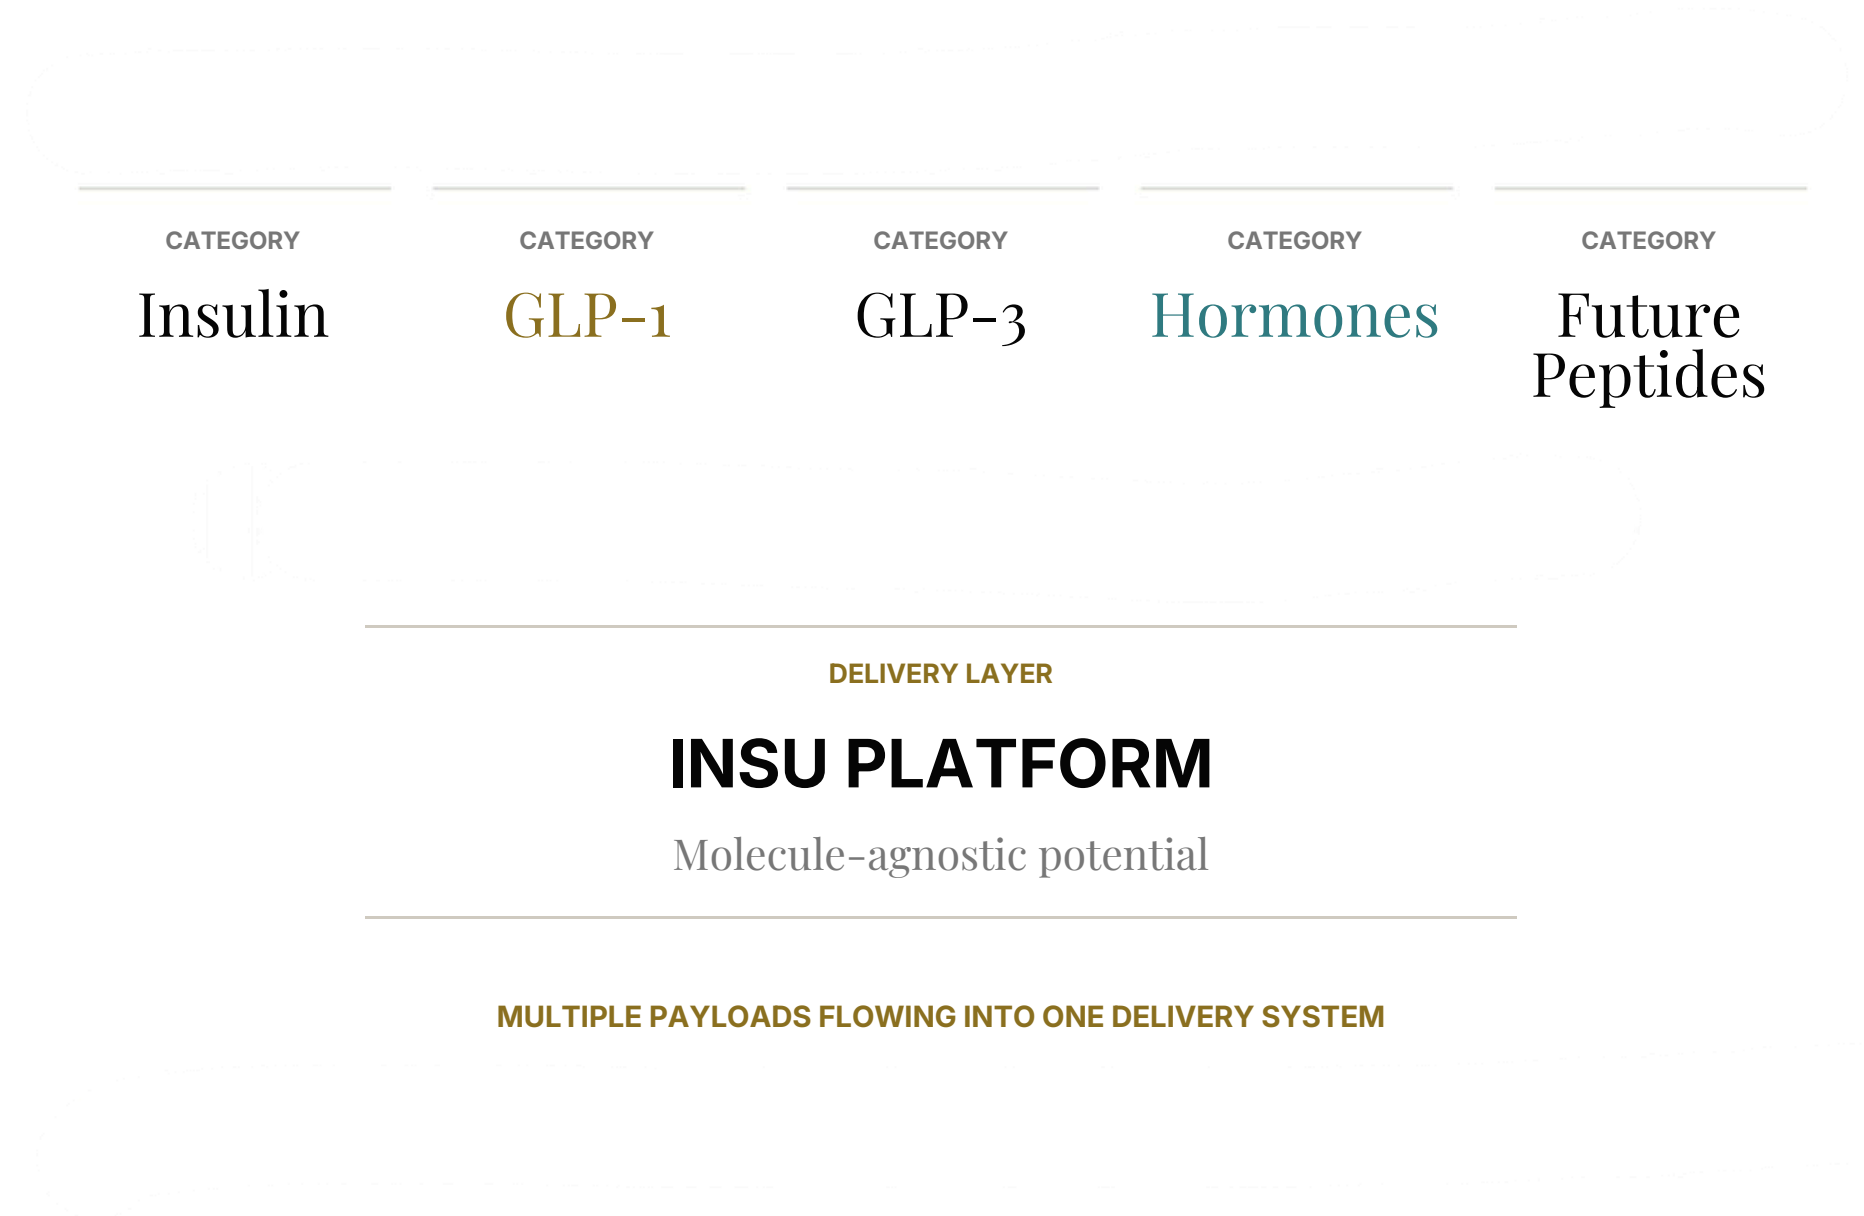 CATEGORY
Insulin
CATEGORY
GLP-1
CATEGORY
GLP-3
CATEGORY
Hormones
CATEGORY
Future
Peptides
DELIVERY LAYER
INSU PLATFORM
Molecule-agnostic potential
MULTIPLE PAYLOADS FLOWING INTO ONE DELIVERY SYSTEM